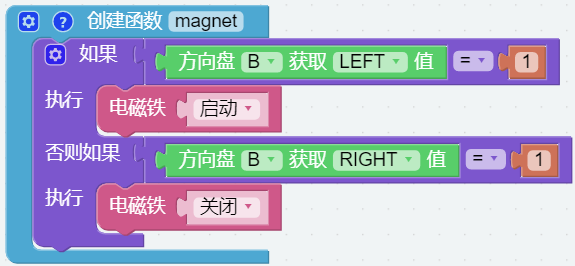 ? 创建函数 magnet
如果 方向盘 B 获取 LEFT 值 = 1
执行 电磁铁 启动
否则如果 方向盘 B 获取 RIGHT 值 = 1
执行 电磁铁 关闭